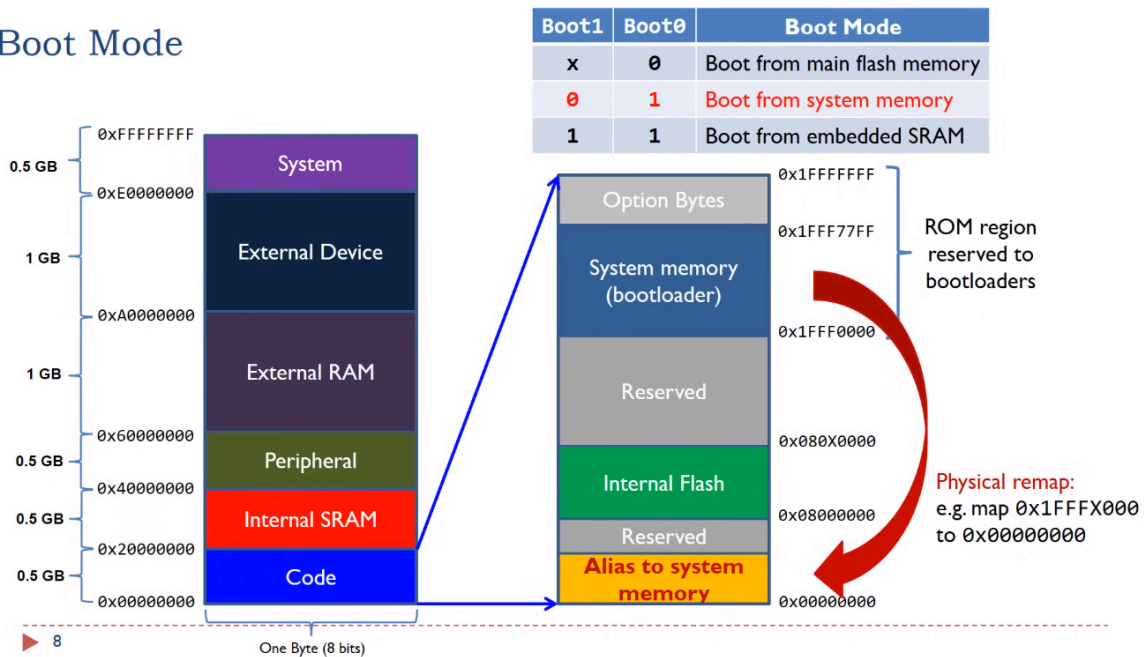 Boot Mode
Boot1 Boot0 Boot Mode
x 0 Boot from main flash memory
0 1 Boot from system memory
1 1 Boot from embedded SRAM
0xFFFFFFFF
0.5 GB
System
0xE0000000
1 GB
External Device
0xA0000000
1 GB
External RAM
0x60000000
0.5 GB
Peripheral
0x40000000
0.5 GB
Internal SRAM
0x20000000
0.5 GB
Code
0x00000000
One Byte (8 bits)
0x1FFFFFFF
Option Bytes
0x1FFF77FF
System memory
(bootloader)
0x1FFF0000
Reserved
0x080X0000
Internal Flash
0x08000000
Reserved
Alias to system
memory
0x00000000
ROM region
reserved to
bootloaders
Physical remap:
e.g. map 0x1FFFX000
to 0x00000000
8